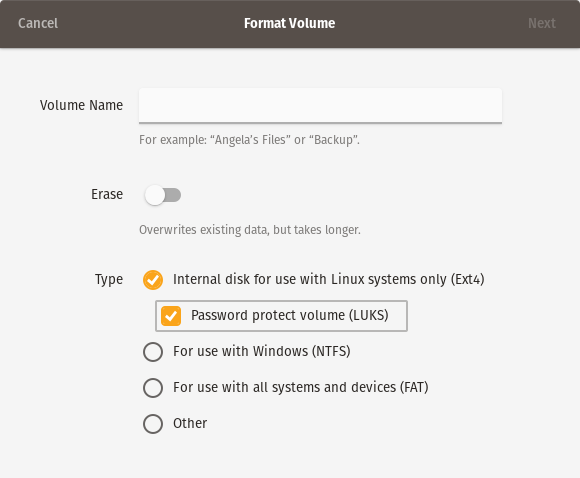 Cancel
Format Volume
Next
Volume Name
For example: “Angela’s Files” or “Backup”.
Erase
Overwrites existing data, but takes longer.
Type
Internal disk for use with Linux systems only (Ext4)
Password protect volume (LUKS)
For use with Windows (NTFS)
For use with all systems and devices (FAT)
Other